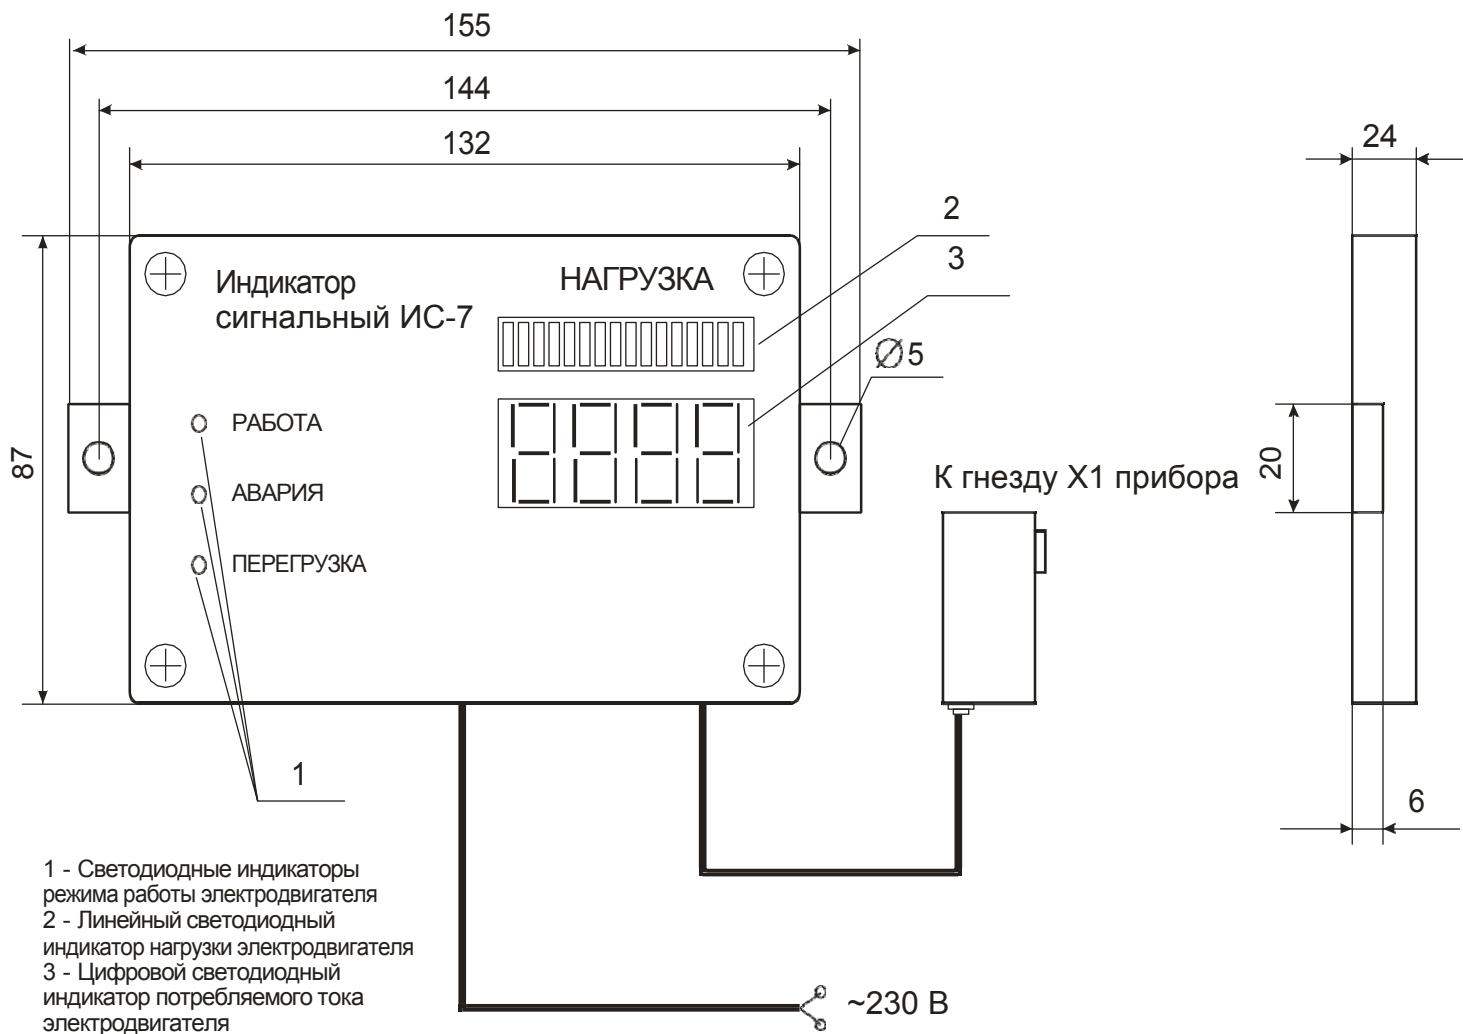 155
144
132
24
2
3
Индикатор
сигнальный ИС-7
НАГРУЗКА
Ø5
РАБОТА
87
АВАРИЯ
ПЕРЕГРУЗКА
К гнезду X1 прибора
20
1
6
1 - Светодиодные индикаторы
режима работы электродвигателя
2 - Линейный светодиодный
индикатор нагрузки электродвигателя
3 - Цифровой светодиодный
индикатор потребляемого тока
электродвигателя
~230 В